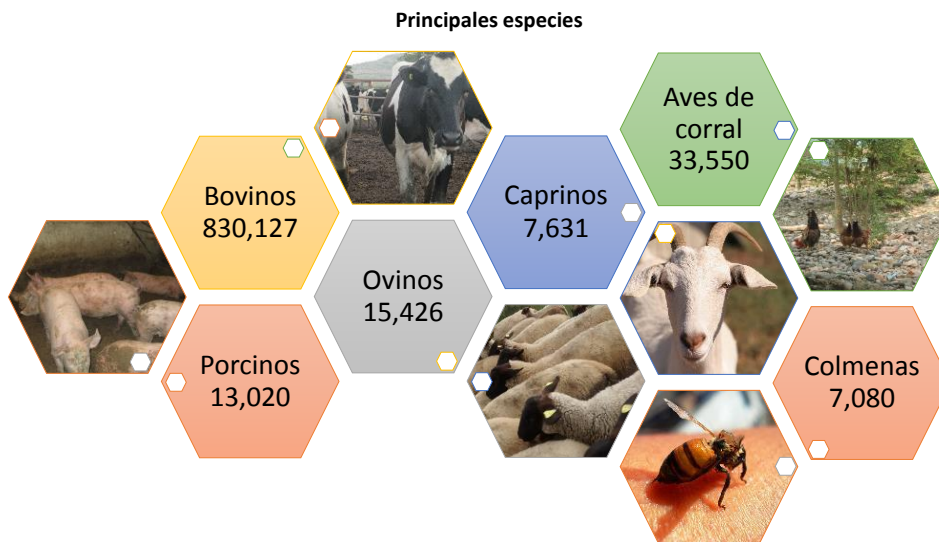 Principales especies
Bovinos
830,127
Porcinos
13,020
Ovinos
15,426
Caprinos
7,631
Aves de
corral
33,550
Colmenas
7,080